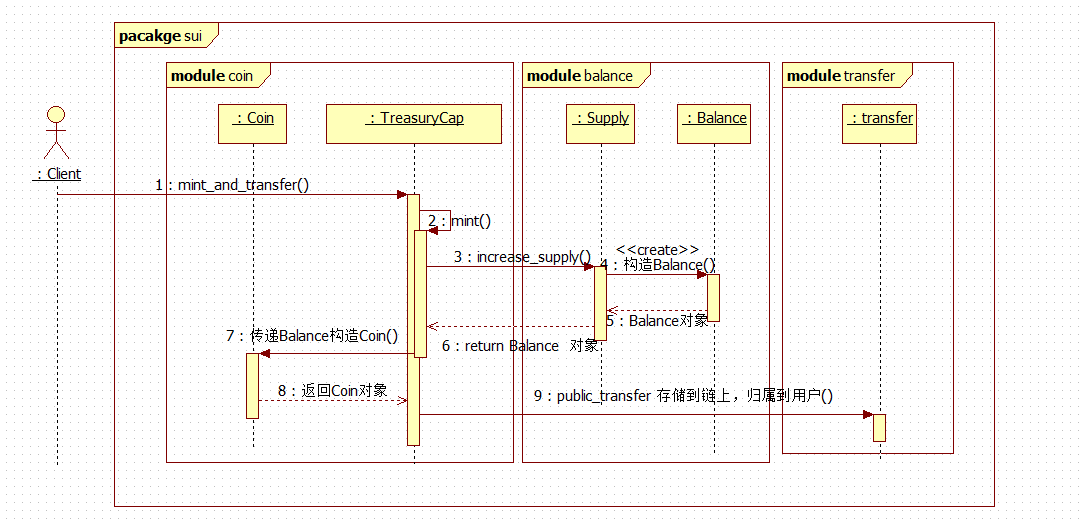 pacakge sui
module coin
module balance
module transfer
: Coin
: TreasuryCap
: Supply
: Balance
: transfer
: Client
1 : mint_and_transfer()
2 : mint()
3 : increase_supply()
<<create>>
4 : 构造Balance()
5 : Balance对象
6 : return Balance 对象
7 : 传递Balance构造Coin()
8 : 返回Coin对象
9 : public_transfer 存储到链上，归属到用户()